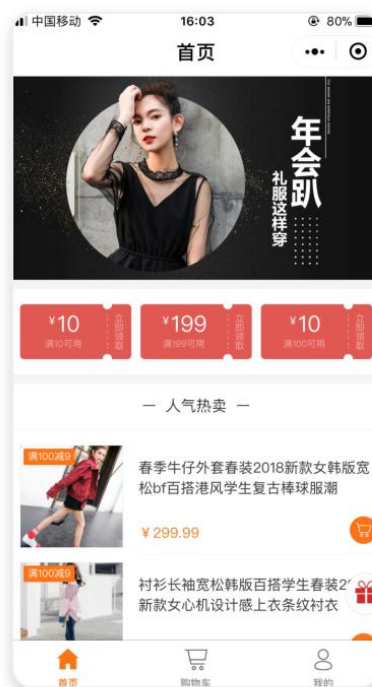 中国移动
16:03
80%
首页
年会趴
礼服这样穿
¥10
满10可用
立即领取
¥199
满199可用
立即领取
¥10
满100可用
立即领取
— 人气热卖 —
满100减9
春季牛仔外套春装2018新款女韩版宽
松bf百搭港风学生复古棒球服潮
¥299.99
满100减9
衬衫长袖宽松韩版百搭学生春装2
新款女心机设计感上衣条纹衬衣
首页
购物车
我的